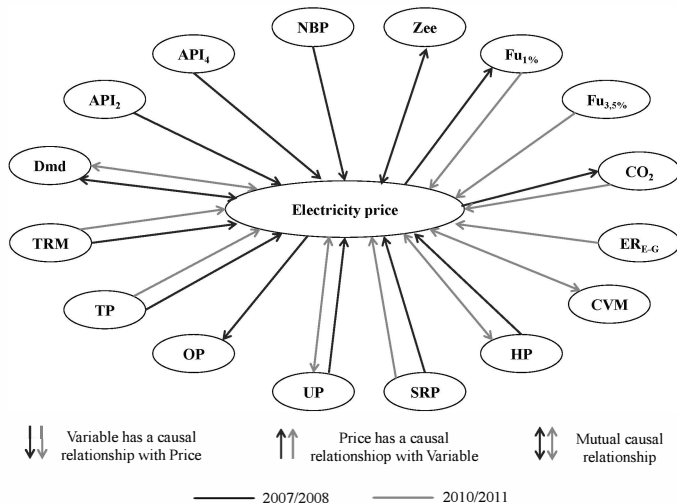 NBP
Zee
API4
Fu1%
API2
Fu3,5%
Dmd
CO2
Electricity price
TRM
ERE-G
TP
CVM
OP
HP
UP
SRP
Variable has a causal
relationship with Price
Price has a causal
relationshiop with Variable
Mutual causal
relationship
2007/2008
2010/2011